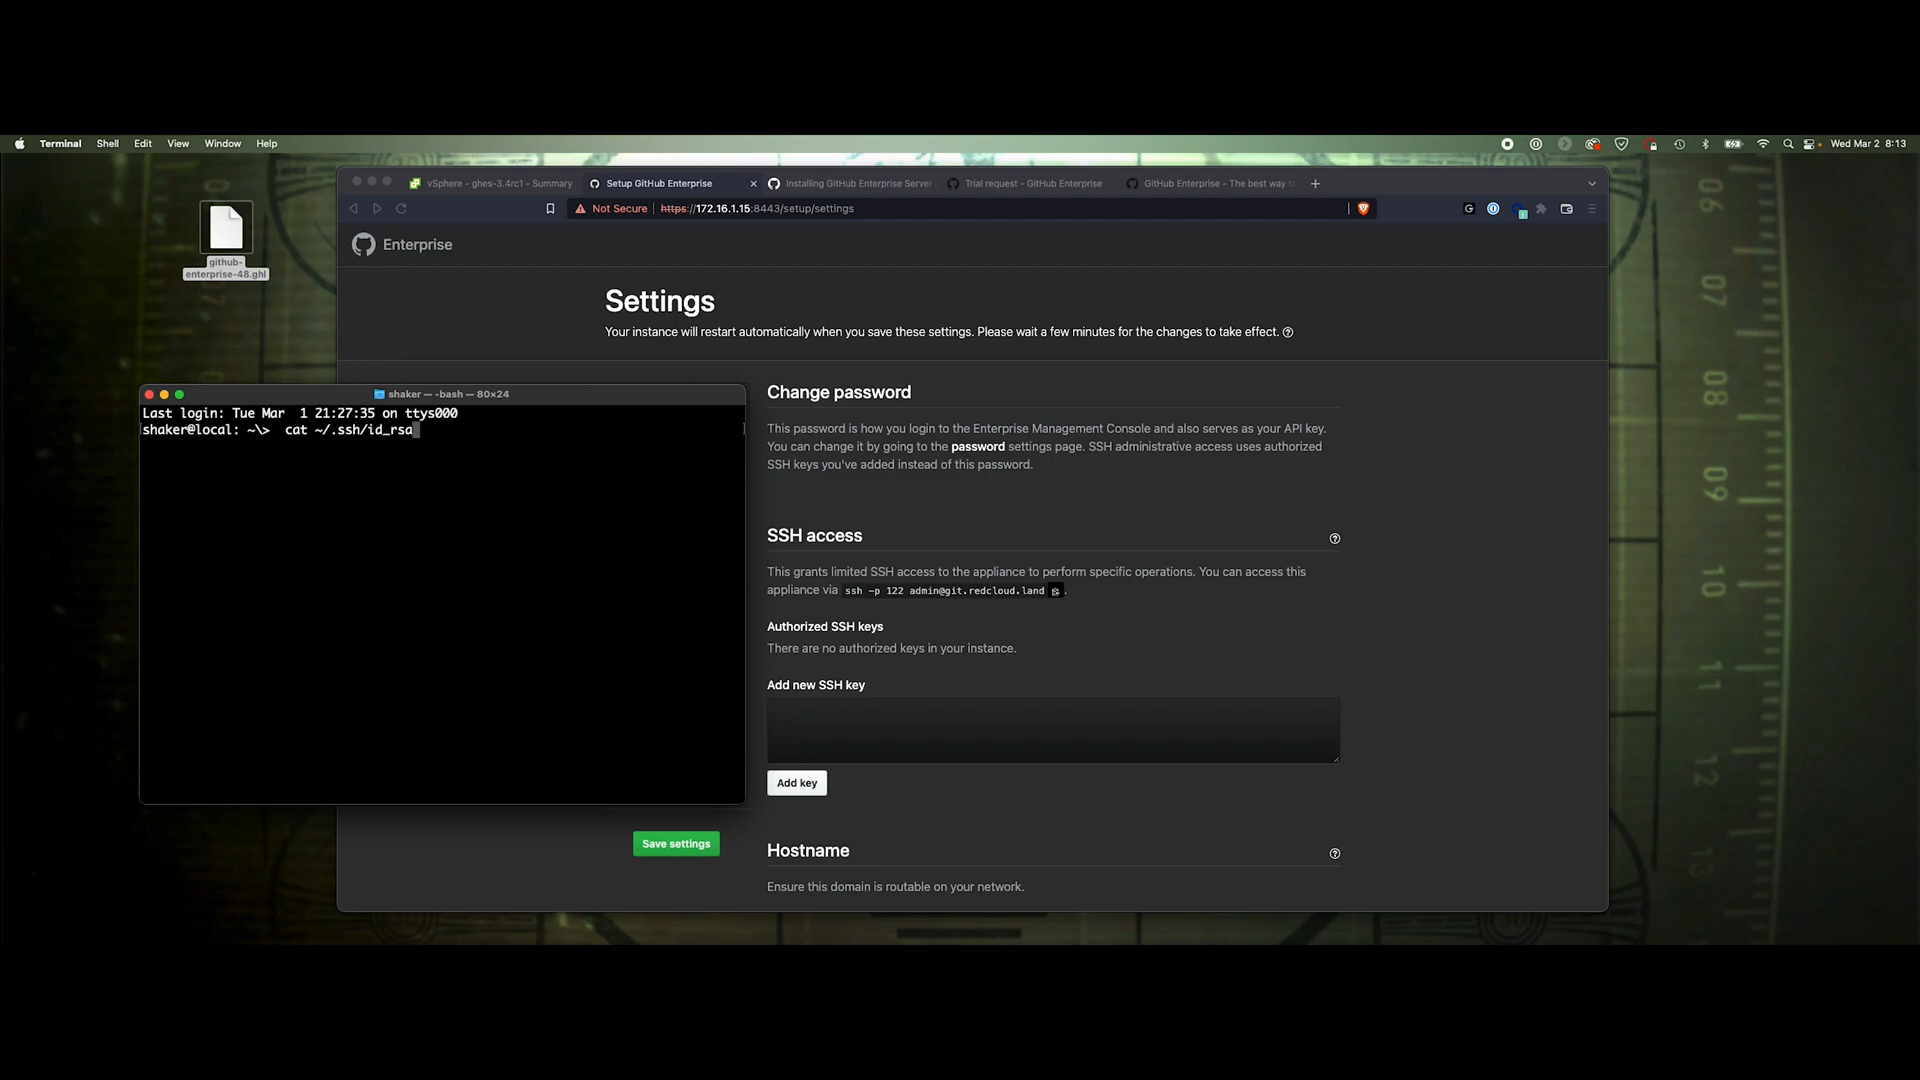 Terminal Shell Edit View Window Help
Wed Mar 2 8:13
vSphere - ghes-3.4rc1 - Summary
Setup GitHub Enterprise
Installing GitHub Enterprise Server
Trial request - GitHub Enterprise
GitHub Enterprise - The best way
Not Secure | https://172.16.1.15:8443/setup/settings
github-
enterprise-48.ghl
Enterprise
Settings
Your instance will restart automatically when you save these settings. Please wait a few minutes for the changes to take effect.
shaker — -bash — 80×24
Last login: Tue Mar  1 21:27:35 on ttys000
shaker@local: ~\>  cat ~/.ssh/id_rsa
Change password
This password is how you login to the Enterprise Management Console and also serves as your API key.
You can change it by going to the password settings page. SSH administrative access uses authorized
SSH keys you've added instead of this password.
SSH access
This grants limited SSH access to the appliance to perform specific operations. You can access this
appliance via ssh -p 122 admin@git.redcloud.land .
Authorized SSH keys
There are no authorized keys in your instance.
Add new SSH key
Add key
Save settings
Hostname
Ensure this domain is routable on your network.
06
07
08
09
10
11
12
13